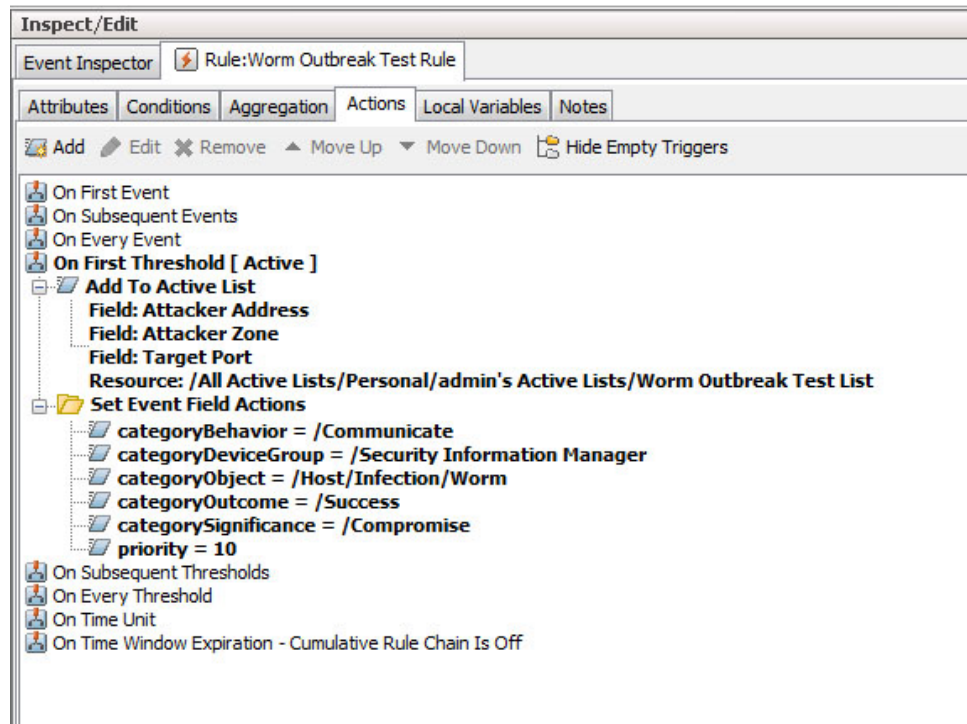 Inspect/Edit
Event Inspector Rule:Worm Outbreak Test Rule
Attributes Conditions Aggregation Actions Local Variables Notes
Add Edit Remove Move Up Move Down Hide Empty Triggers
On First Event
On Subsequent Events
On Every Event
On First Threshold [ Active ]
Add To Active List
Field: Attacker Address
Field: Attacker Zone
Field: Target Port
Resource: /All Active Lists/Personal/admin's Active Lists/Worm Outbreak Test List
Set Event Field Actions
categoryBehavior = /Communicate
categoryDeviceGroup = /Security Information Manager
categoryObject = /Host/Infection/Worm
categoryOutcome = /Success
categorySignificance = /Compromise
priority = 10
On Subsequent Thresholds
On Every Threshold
On Time Unit
On Time Window Expiration - Cumulative Rule Chain Is Off